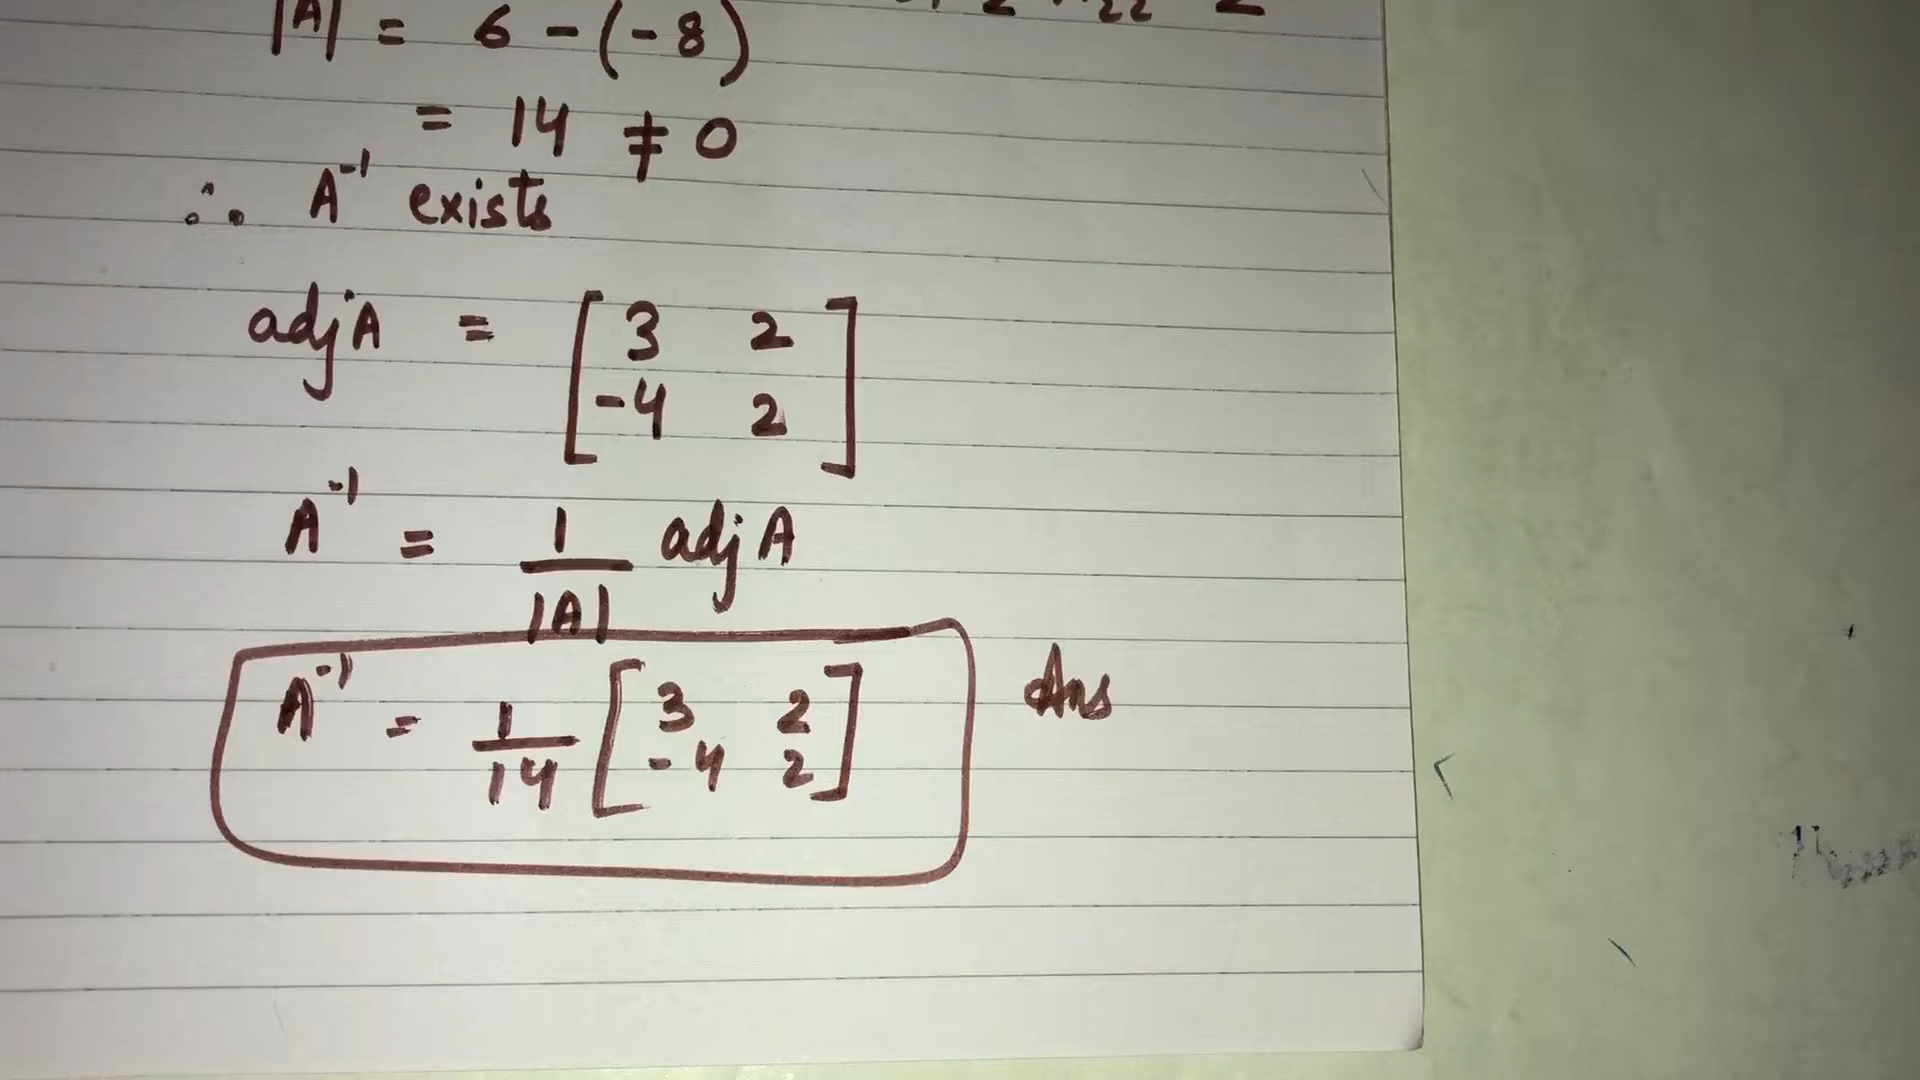 |A| = 6 - (-8)
= 14 ≠ 0
∴ A⁻¹ exists
adj A = [3 2
-4 2]
A⁻¹ = 1/|A| adj A
A⁻¹ = 1/14 [3 2
-4 2] Ans